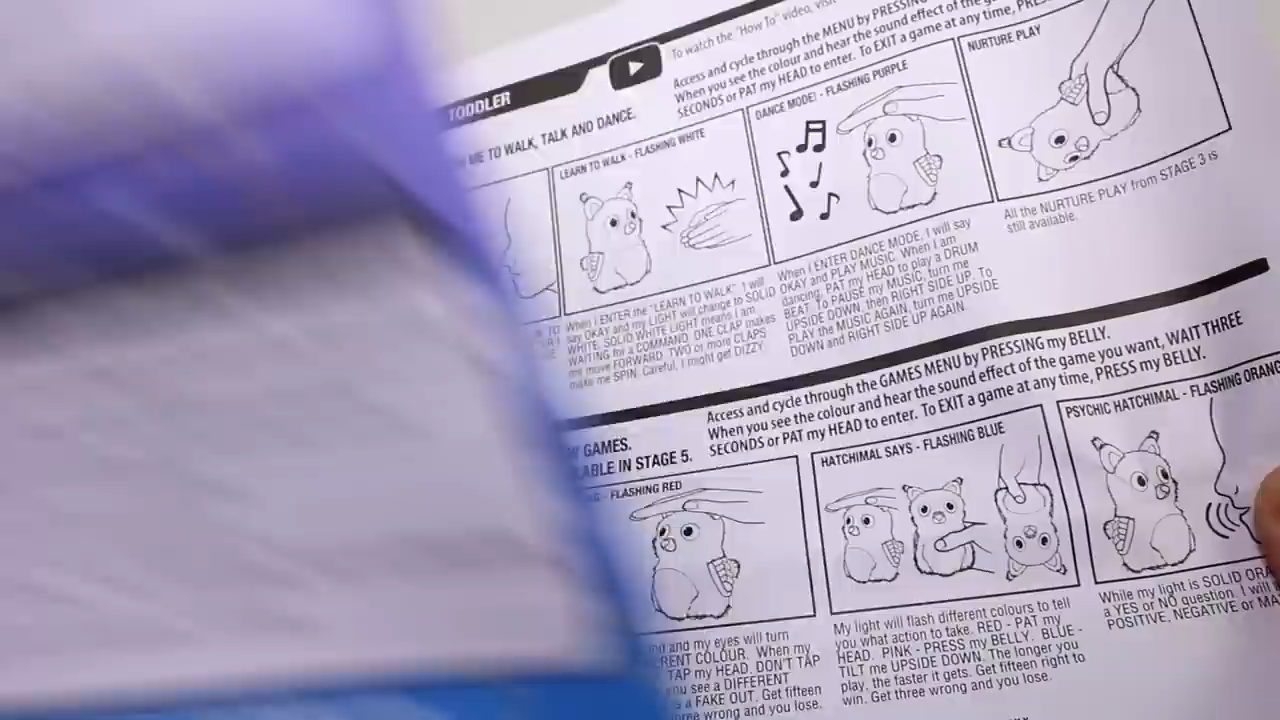 To watch the "How To" video, visit
Access and cycle through the MENU by PRESSING
When you see the colour and hear the sound effect of the
SECONDS or PAT my HEAD to enter. To EXIT a game at any time,
TODDLER
ME TO WALK, TALK AND DANCE.
LEARN TO WALK - FLASHING WHITE
DANCE MODE! - FLASHING PURPLE
NURTURE PLAY
When I ENTER the "LEARN TO WALK" I will
say OKAY and my LIGHT will change to SOLID
WHITE. SOLID WHITE LIGHT means I am
WAITING for a COMMAND. ONE CLAP makes
me move FORWARD. TWO or more CLAPS
make me SPIN. Careful, I might get DIZZY
When I ENTER DANCE MODE, I will say
OKAY and PLAY MUSIC. When I am
dancing, PAT my HEAD to play a DRUM
BEAT. To PAUSE my MUSIC, turn me
UPSIDE DOWN, then RIGHT SIDE UP. To
PLAY the MUSIC AGAIN, turn me UPSIDE
DOWN and RIGHT SIDE UP AGAIN.
All the NURTURE PLAY from STAGE 3 is
still available.
GAMES.
IN STAGE 5.
Access and cycle through the GAMES MENU by PRESSING my BELLY.
When you see the colour and hear the sound effect of the game you want, WAIT THREE
SECONDS or PAT my HEAD to enter. To EXIT a game at any time, PRESS my BELLY.
- FLASHING RED
HATCHIMAL SAYS - FLASHING BLUE
PSYCHIC HATCHIMAL - FLASHING ORANG
and my eyes will turn
COLOUR. When my
TAP my HEAD. DON'T TAP
you see a DIFFERENT
a FAKE OUT. Get fifteen
three wrong and you lose.
My light will flash different colours to tell
you what action to take. RED - PAT my
HEAD. PINK - PRESS my BELLY. BLUE -
TILT me UPSIDE DOWN. The longer you
play, the faster it gets. Get fifteen right to
win. Get three wrong and you lose.
While my light is SOLID
a YES or NO question. I will
POSITIVE, NEGATIVE or